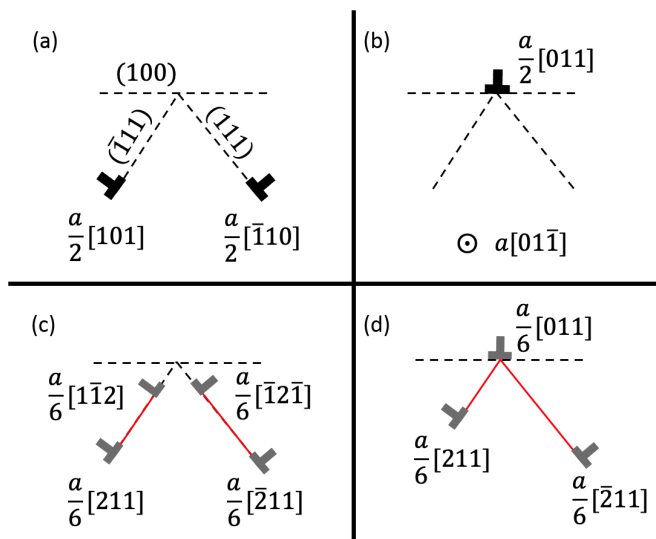 (a)
(100)
(1̄11)
(111)
a/2[101]
a/2[1̄10]
(b)
a/2[011]
⊙ a[011̄]
(c)
a/6[11̄2]
a/6[1̄21̄]
a/6[211]
a/6[2̄11]
(d)
a/6[011]
a/6[211]
a/6[2̄11]